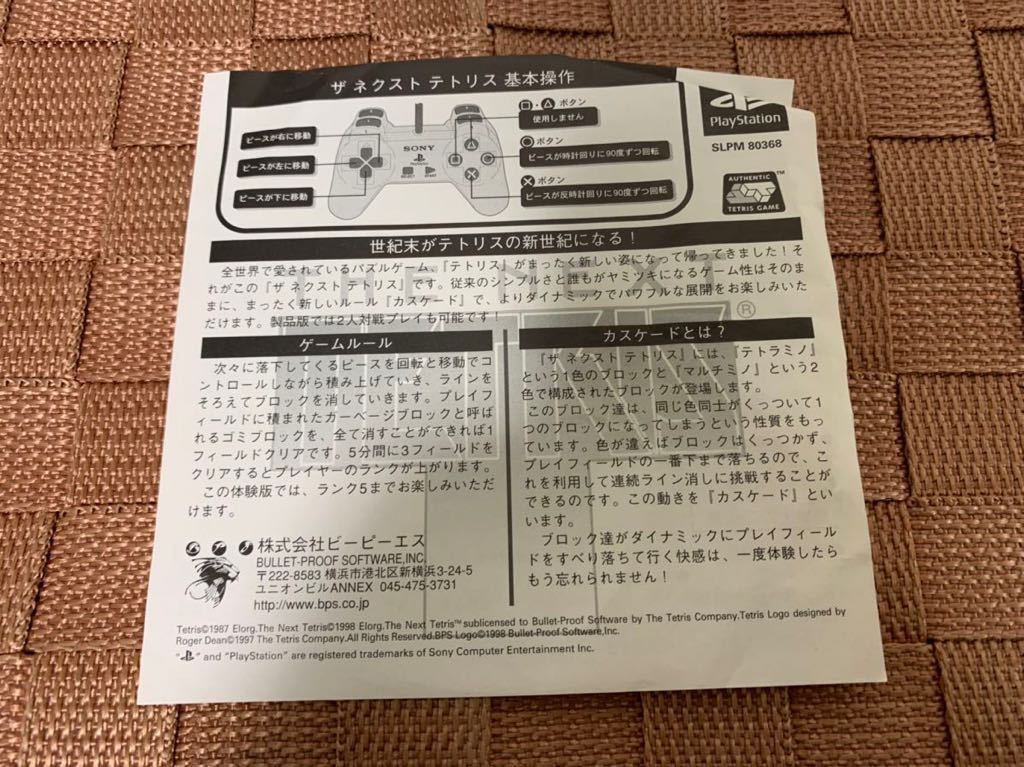 ザ ネクスト テトリス 基本操作
ピースが右に移動
ピースが左に移動
ピースが下に移動
SONY
PlayStation
SELECT
START
□・△ ボタン
使用しません
○ ボタン
ピースが時計回りに90度ずつ回転
× ボタン
ピースが反時計回りに90度ずつ回転
PlayStation
SLPM 80368
AUTHENTIC
TETRIS GAME
TM
世紀末がテトリスの新世紀になる！
全世界で愛されているパズルゲーム、『テトリス』がまったく新しい姿になって帰ってきました！そ
れがこの『ザ ネクスト テトリス』です。従来のシンプルさと誰もがヤミツキになるゲーム性はそのま
まに、まったく新しいルール『カスケード』で、よりダイナミックでパワフルな展開をお楽しみいた
だけます。製品版では2人対戦プレイも可能です！
THE NEXT
TETRIS
®
ゲームルール
次々に落下してくるピースを回転と移動でコ
ントロールしながら積み上げていき、ラインを
そろえてブロックを消していきます。プレイフ
ィールドに積まれたガーベージブロックと呼ば
れるゴミブロックを、全て消すことができれば1
フィールドクリアです。5分間に3フィールドを
クリアするとプレイヤーのランクが上がります。
この体験版では、ランク5までお楽しみいただ
けます。
カスケードとは？
『ザ ネクスト テトリス』には、『テトラミノ』
という1色のブロックと『マルチミノ』という2
色で構成されたブロックが登場します。
このブロック達は、同じ色同士がくっついて1
つのブロックになってしまうという性質をもっ
ています。色が違えばブロックはくっつかず、
プレイフィールドの一番下まで落ちるので、こ
れを利用して連続ライン消しに挑戦することが
できるのです。この動きを『カスケード』とい
います。
ブロック達がダイナミックにプレイフィール
ドをすべり落ちて行く快感は、一度体験したら
もう忘れられません！
株式会社ビーピーエス
BULLET-PROOF SOFTWARE,INC.
〒222-8583 横浜市港北区新横浜3-24-5
ユニオンビルANNEX 045-475-3731
http://www.bps.co.jp
Tetris©1987 Elorg.The Next Tetris©1998 Elorg.The Next Tetris™ sublicensed to Bullet-Proof Software by The Tetris Company.Tetris Logo designed by
Roger Dean©1997 The Tetris Company.All Rights Reserved.BPS Logo©1998 Bullet-Proof Software,Inc.
"PS" and "PlayStation" are registered trademarks of Sony Computer Entertainment Inc.